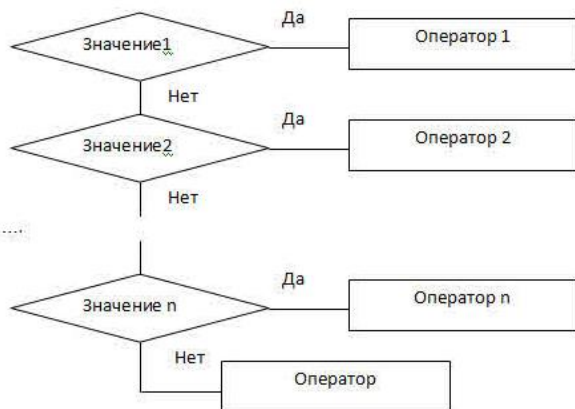 Да
Значение1
Оператор 1
Нет
Да
Значение2
Оператор 2
Нет
....,
Да
Значение n
Оператор n
Нет
Оператор